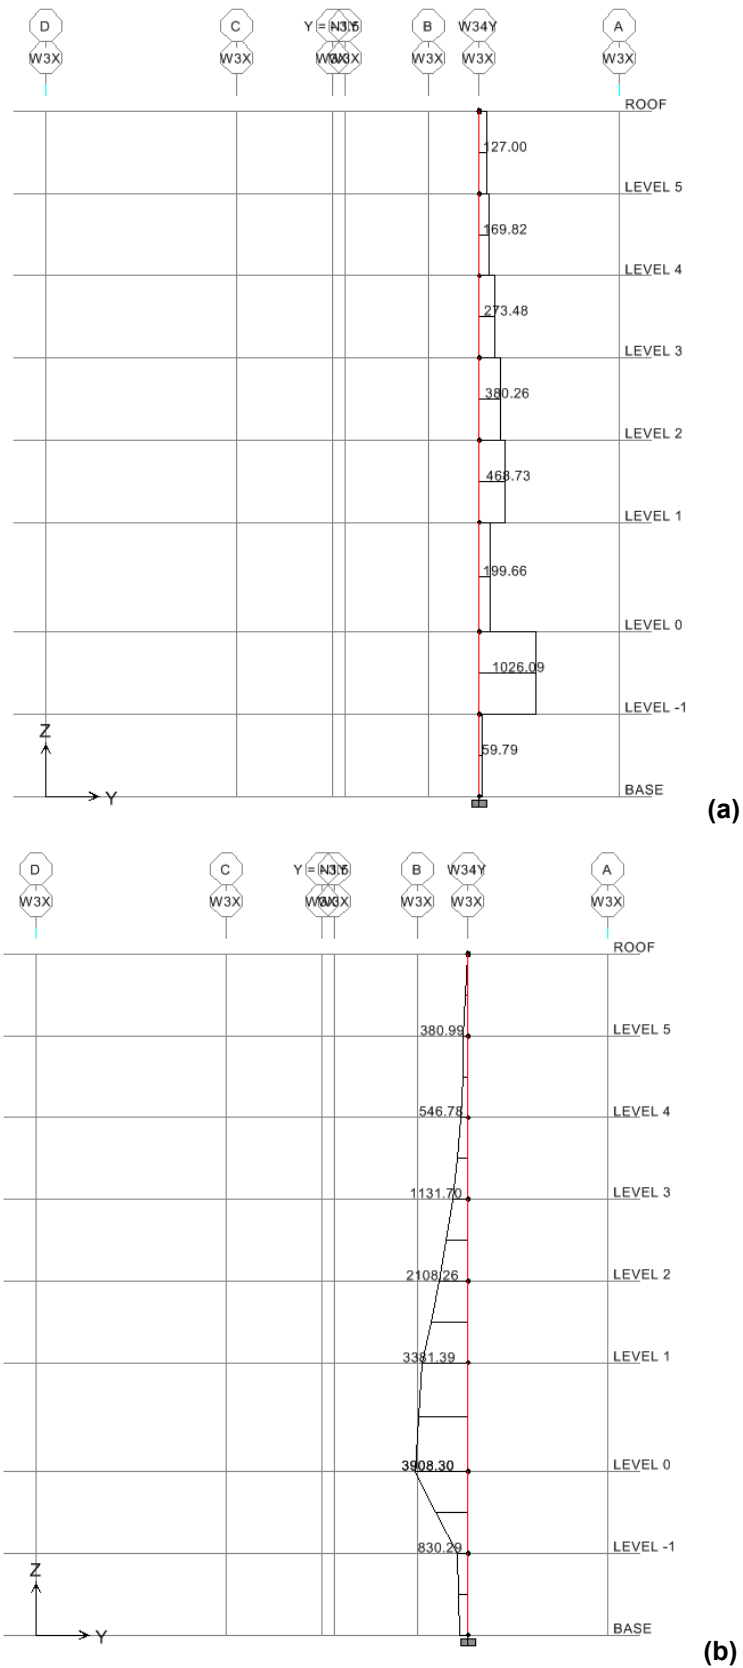 D C B W34Y A
W3X W3X W3X W3X W3X W3X
ROOF
127.00
LEVEL 5
169.82
LEVEL 4
273.48
LEVEL 3
380.26
LEVEL 2
468.73
LEVEL 1
199.66
LEVEL 0
1026.09
LEVEL -1
Z
59.79
BASE
Y
(a)
D C B W34Y A
W3X W3X W3X W3X W3X W3X
ROOF
380.99 LEVEL 5
546.78 LEVEL 4
1131.70 LEVEL 3
2108.26 LEVEL 2
3381.39 LEVEL 1
3908.30 LEVEL 0
830.29 LEVEL -1
Z
BASE
Y
(b)